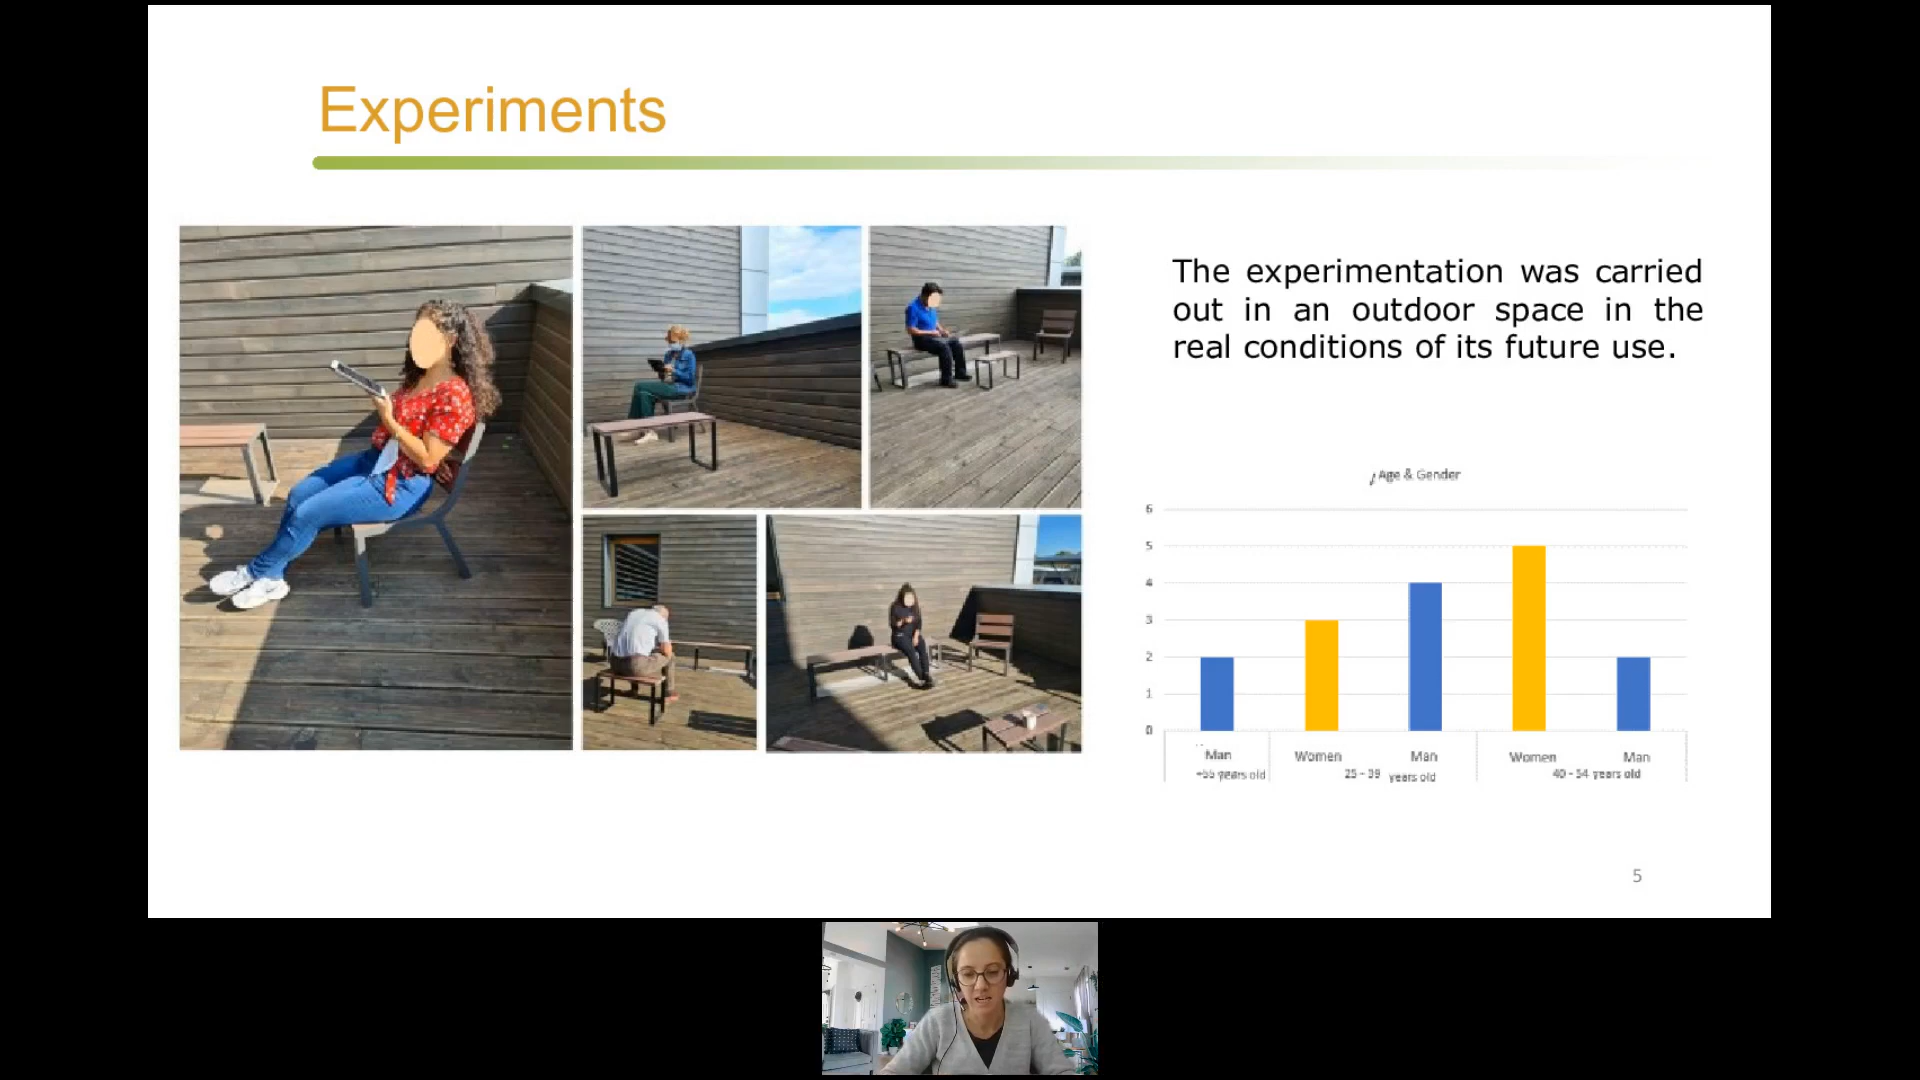 Experiments
The experimentation was carried
out in an outdoor space in the
real conditions of its future use.
Age & Gender
6
5
4
3
2
1
0
Man Women Man Women Man
years old 25 - 39 years old 40 - 54 years old
5